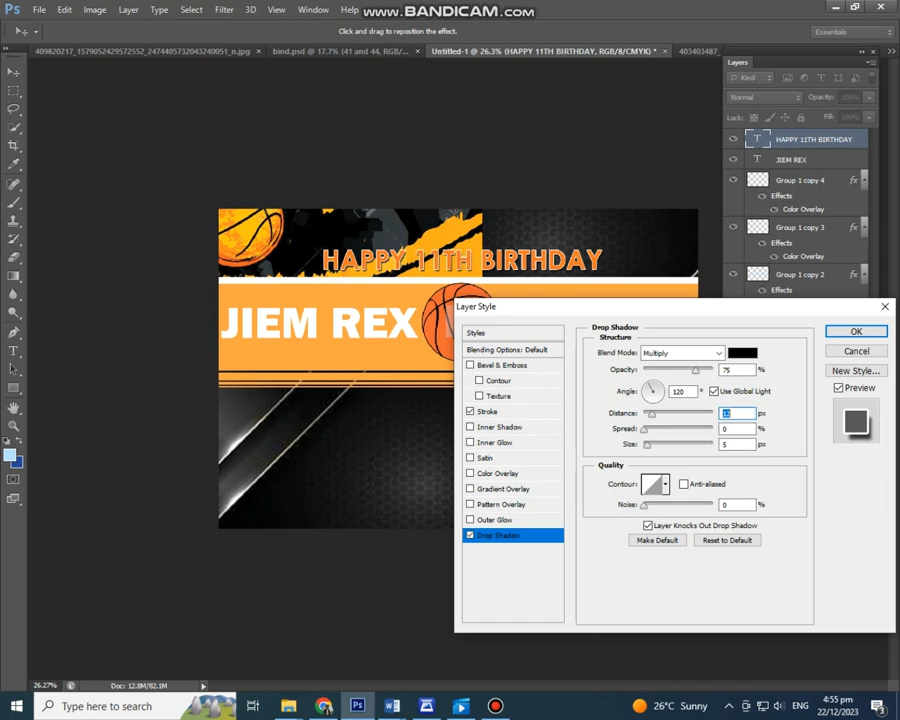 Ps File Edit Image Layer Type Select Filter 3D View Window Help
WWW.BANDICAM.COM
Click and drag to reposition the effect.
Essentials
409820217_1579052429572552_2474405732043240051_n.jpg ×
bind.psd @ 17.7% (41 and 44, RGB/... ×
Untitled-1 @ 26.3% (HAPPY 11TH BIRTHDAY, RGB/8/CMYK) * ×
403403487_
Layers
Kind
Normal
Opacity: 100%
Lock:
Fill: 100%
T HAPPY 11TH BIRTHDAY
T JIEM REX
Group 1 copy 4 fx
Effects
Color Overlay
Group 1 copy 3 fx
Effects
Color Overlay
Group 1 copy 2 fx
Effects
HAPPY 11TH BIRTHDAY
JIEM REX
Layer Style
Styles
Blending Options: Default
Bevel & Emboss
Contour
Texture
Stroke
Inner Shadow
Inner Glow
Satin
Color Overlay
Gradient Overlay
Pattern Overlay
Outer Glow
Drop Shadow
Drop Shadow
Structure
Blend Mode: Multiply
Opacity: 75 %
Angle: 120 °
Use Global Light
Distance: 12 px
Spread: 0 %
Size: 5 px
Quality
Contour:
Anti-aliased
Noise: 0 %
Layer Knocks Out Drop Shadow
Make Default
Reset to Default
OK
Cancel
New Style...
Preview
26.27%
Doc: 12.8M/82.1M
Type here to search
26°C Sunny
ENG
4:55 pm
22/12/2023
3